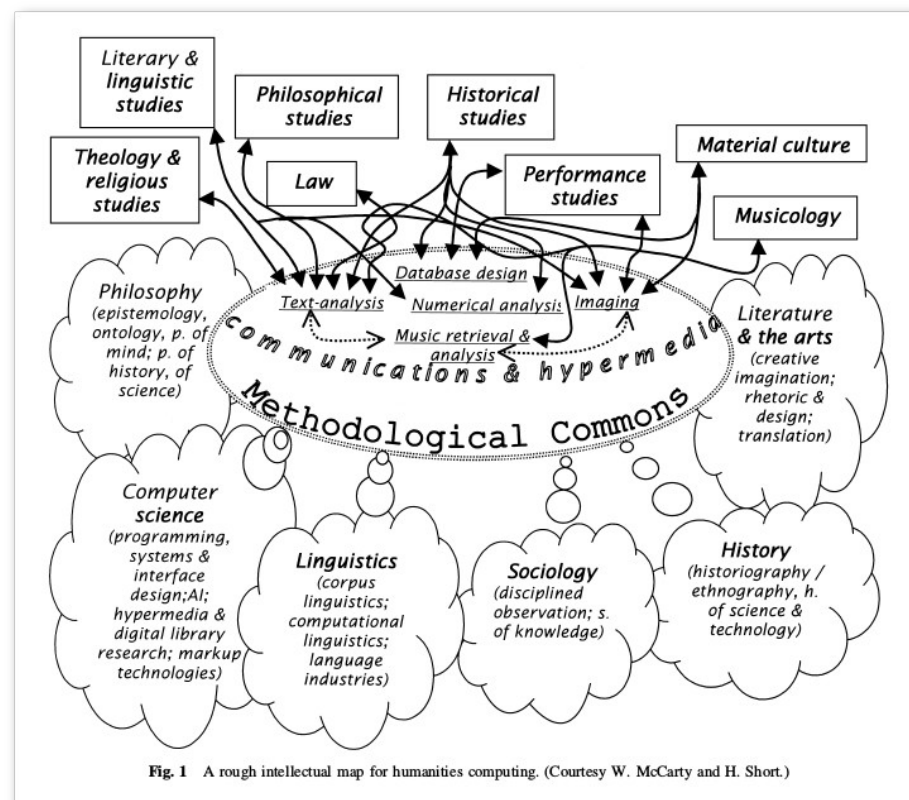 Literary &
linguistic
studies
Philosophical
studies
Historical
studies
Material culture
Theology &
religious
studies
Law
Performance
studies
Musicology
Database design
Text-analysis
Numerical analysis
Imaging
Music retrieval &
analysis
communications & hypermedia
Methodological Commons
Philosophy
(epistemology,
ontology, p. of
mind; p. of
history, of
science)
Literature
& the arts
(creative
imagination;
rhetoric &
design;
translation)
Computer
science
(programming,
systems &
interface
design;AI;
hypermedia &
digital library
research; markup
technologies)
Linguistics
(corpus
linguistics;
computational
linguistics;
language
industries)
Sociology
(disciplined
observation; s.
of knowledge)
History
(historiography /
ethnography, h.
of science &
technology)
Fig. 1 A rough intellectual map for humanities computing. (Courtesy W. McCarty and H. Short.)